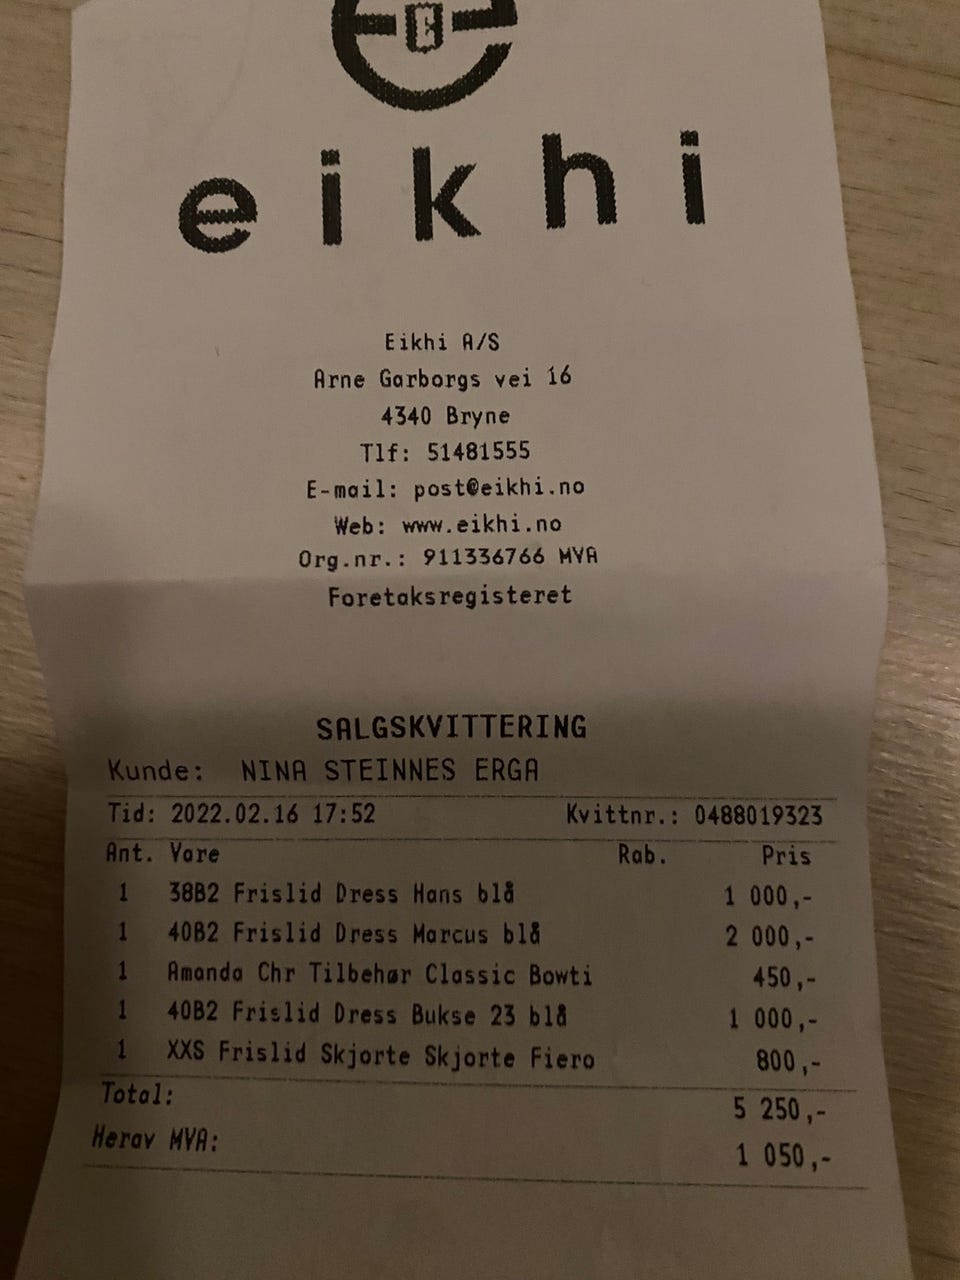 E
eikhi
Eikhi A/S
Arne Garborgs vei 16
4340 Bryne
Tlf: 51481555
E-mail: post@eikhi.no
Web: www.eikhi.no
Org.nr.: 911336766 MVA
Foretaksregisteret
SALGSKVITTERING
Kunde: NINA STEINNES ERGA
Tid: 2022.02.16 17:52 Kvittnr.: 0488019323
Ant. Vare Rab. Pris
1 38B2 Frislid Dress Hans blå 1 000,-
1 40B2 Frislid Dress Marcus blå 2 000,-
1 Amanda Chr Tilbehør Classic Bowti 450,-
1 40B2 Frislid Dress Bukse 23 blå 1 000,-
1 XXS Frislid Skjorte Skjorte Fiero 800,-
Total: 5 250,-
Herav MVA: 1 050,-